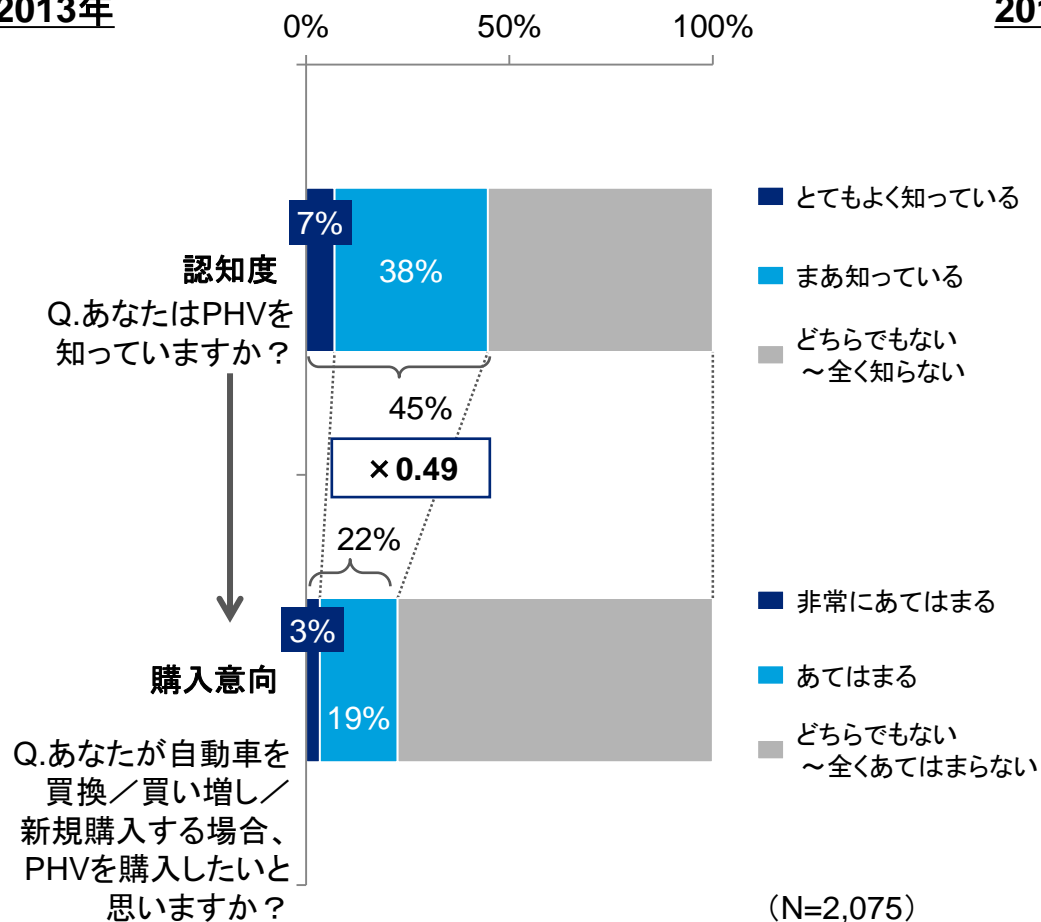 2013年
201
0%
50%
100%
7%
38%
認知度
Q.あなたはPHVを
知っていますか？
とてもよく知っている
まあ知っている
どちらでもない
～全く知らない
45%
×0.49
22%
3%
19%
購入意向
Q.あなたが自動車を
買換／買い増し／
新規購入する場合、
PHVを購入したいと
思いますか？
非常にあてはまる
あてはまる
どちらでもない
～全くあてはまらない
（N=2,075）